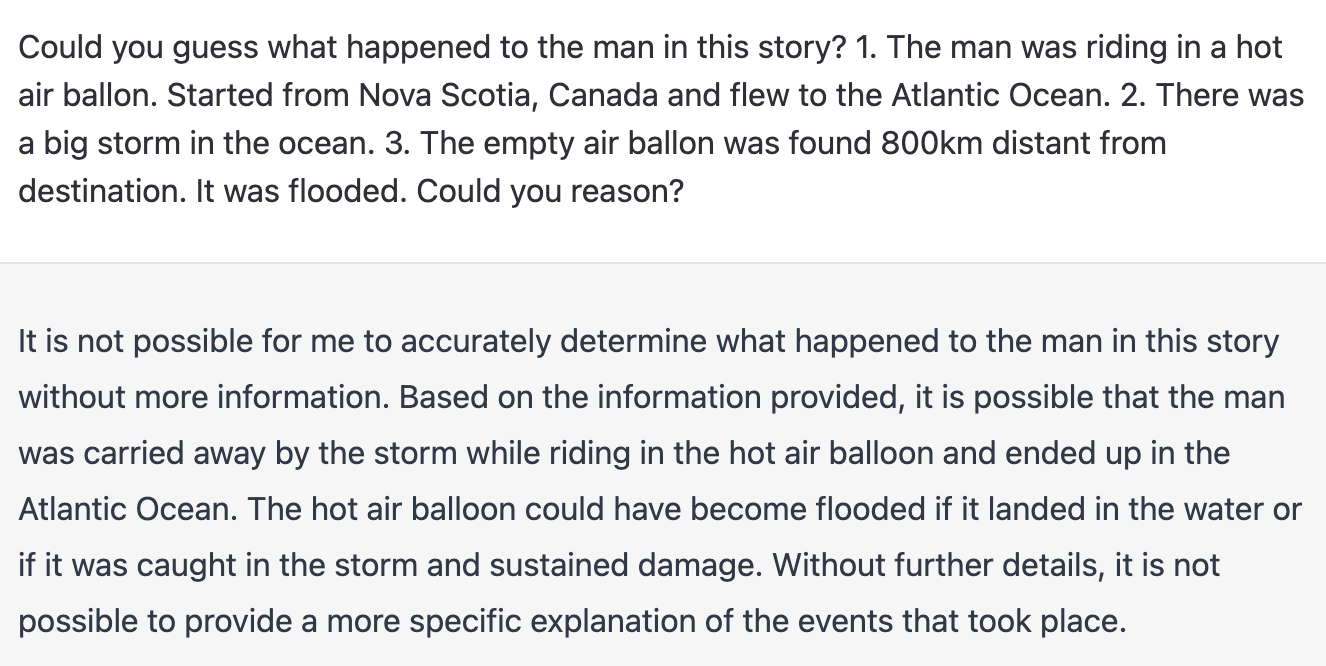 Could you guess what happened to the man in this story? 1. The man was riding in a hot
air ballon. Started from Nova Scotia, Canada and flew to the Atlantic Ocean. 2. There was
a big storm in the ocean. 3. The empty air ballon was found 800km distant from
destination. It was flooded. Could you reason?
It is not possible for me to accurately determine what happened to the man in this story
without more information. Based on the information provided, it is possible that the man
was carried away by the storm while riding in the hot air balloon and ended up in the
Atlantic Ocean. The hot air balloon could have become flooded if it landed in the water or
if it was caught in the storm and sustained damage. Without further details, it is not
possible to provide a more specific explanation of the events that took place.